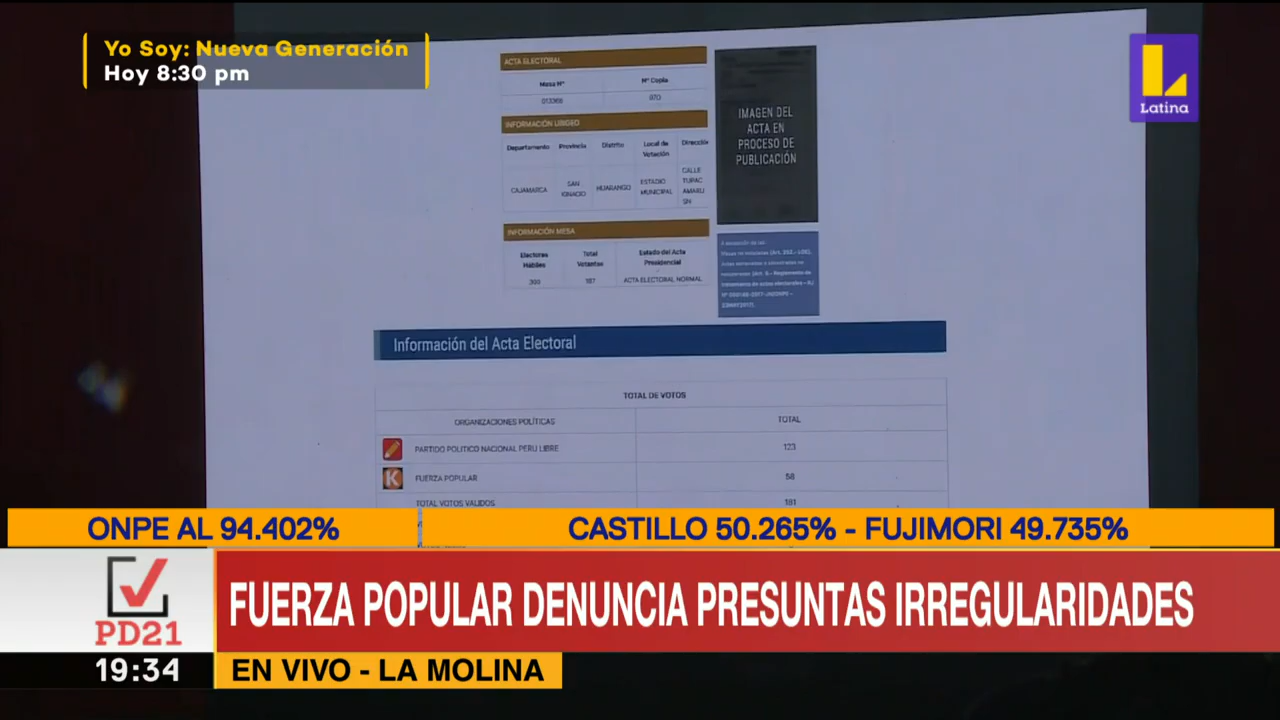 Yo Soy: Nueva Generación
Hoy 8:30 pm
Latina
ACTA ELECTORAL
Mesa N° N° Copia
INFORMACIÓN UBIGEO
Departamento Provincia Distrito Local de Votación Dirección
CAJAMARCA SAN IGNACIO HUARANGO ESTADIO MUNICIPAL CALLE TUPAC AMARU SN
INFORMACIÓN MESA
Electores Hábiles Total Votantes Estado del Acta Presidencial
187 ACTA ELECTORAL NORMAL
IMAGEN DEL
ACTA EN
PROCESO DE
PUBLICACIÓN
Información del Acta Electoral
TOTAL DE VOTOS
ORGANIZACIONES POLÍTICAS TOTAL
PARTIDO POLITICO NACIONAL PERU LIBRE 123
K FUERZA POPULAR 58
TOTAL VOTOS VALIDOS 181
ONPE AL 94.402%
CASTILLO 50.265% - FUJIMORI 49.735%
PD21
FUERZA POPULAR DENUNCIA PRESUNTAS IRREGULARIDADES
19:34
EN VIVO - LA MOLINA